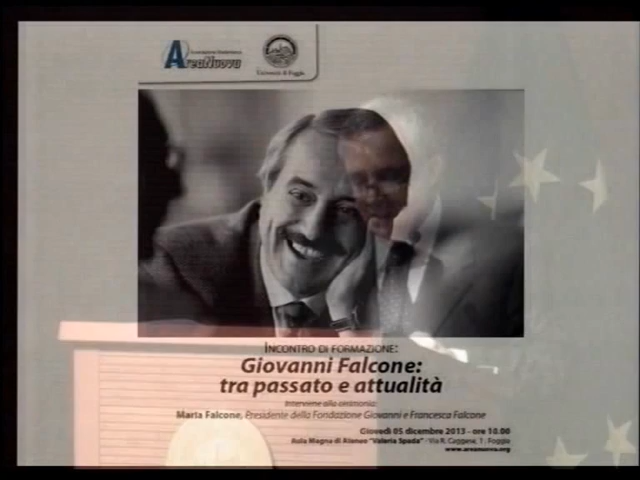 AreaNuova
Università di Foggia
INCONTRO DI FORMAZIONE:
Giovanni Falcone:
tra passato e attualità
Interviene alla cerimonia:
Maria Falcone, Presidente della Fondazione Giovanni e Francesca Falcone
Giovedì 05 dicembre 2013 - ore 10.00
Aula Magna di Ateneo "Valeria Spada" : Via R. Caggese, 1 : Foggia
www.areanuova.org